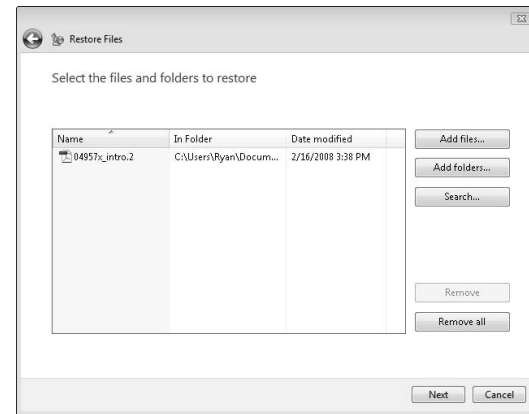 Restore Files
Select the files and folders to restore
Name In Folder Date modified
04957x_intro.2 C:\Users\Ryan\Docum... 2/16/2008 3:38 PM
Add files...
Add folders...
Search...
Remove
Remove all
Next Cancel